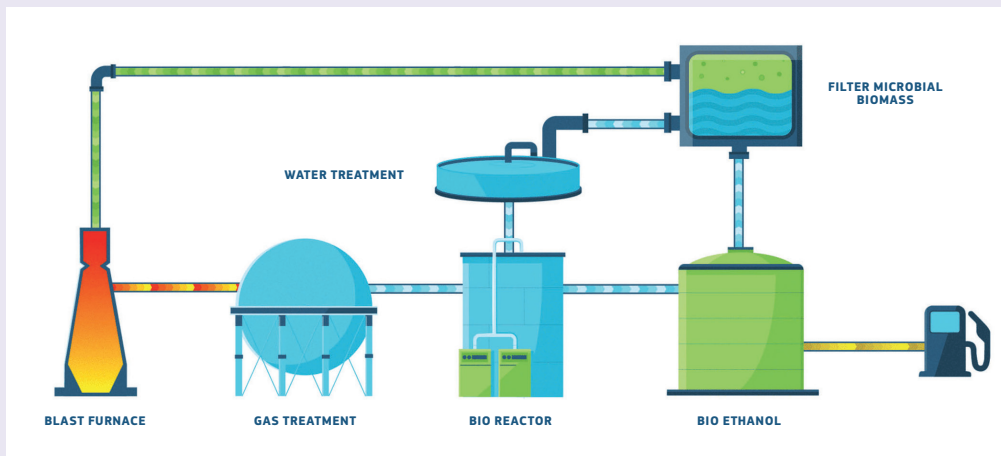 FILTER MICROBIAL
BIOMASS
WATER TREATMENT
BLAST FURNACE
GAS TREATMENT
BIO REACTOR
BIO ETHANOL